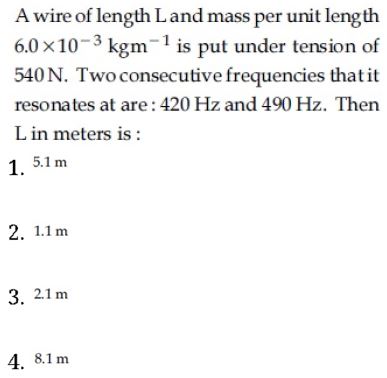 A wire of length L and mass per unit length
6.0×10⁻³ kgm⁻¹ is put under tension of
540 N. Two consecutive frequencies that it
resonates at are : 420 Hz and 490 Hz. Then
L in meters is :
1. 5.1 m
2. 1.1 m
3. 2.1 m
4. 8.1 m